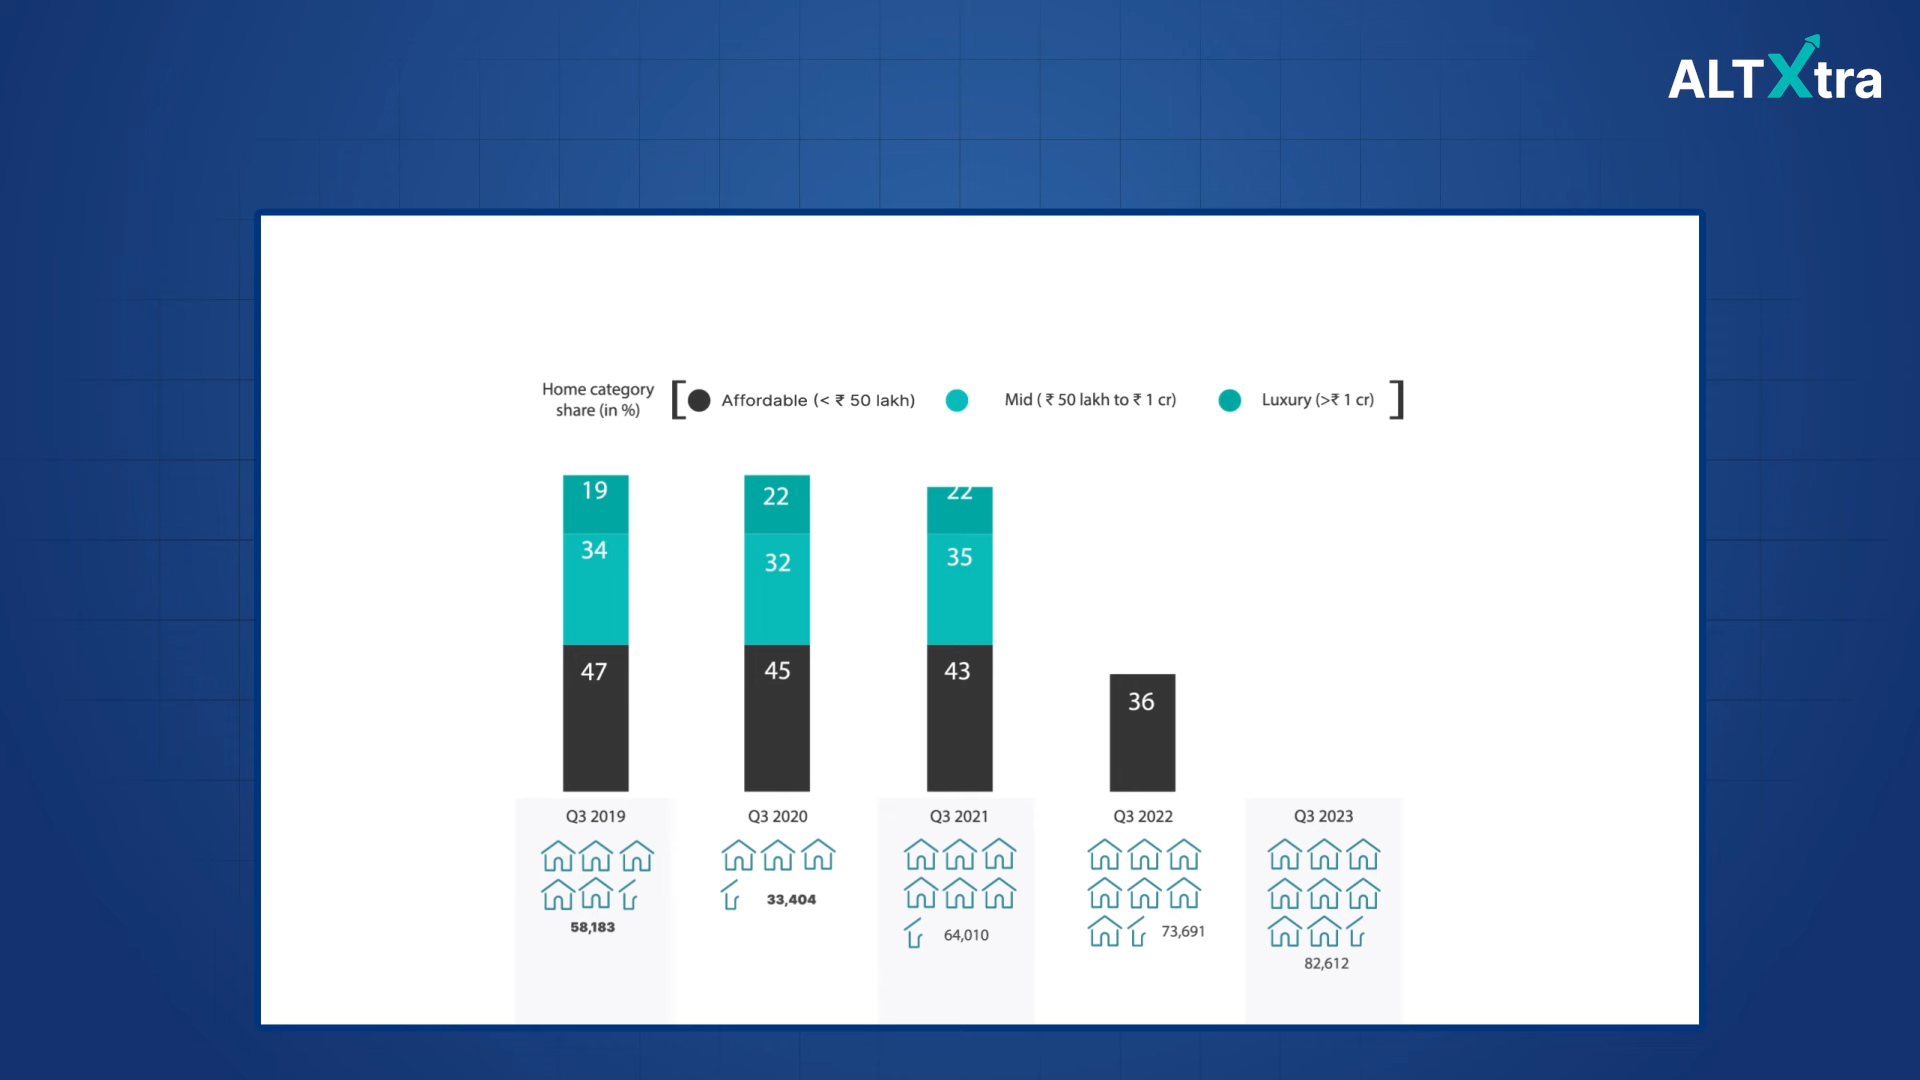 ALTXtra
Home category
share (in %)
Affordable (< ₹ 50 lakh)
Mid ( ₹ 50 lakh to ₹ 1 cr)
Luxury (>₹ 1 cr)
19
22
22
34
32
35
47
45
43
36
Q3 2019
Q3 2020
Q3 2021
Q3 2022
Q3 2023
58,183
33,404
64,010
73,691
82,612